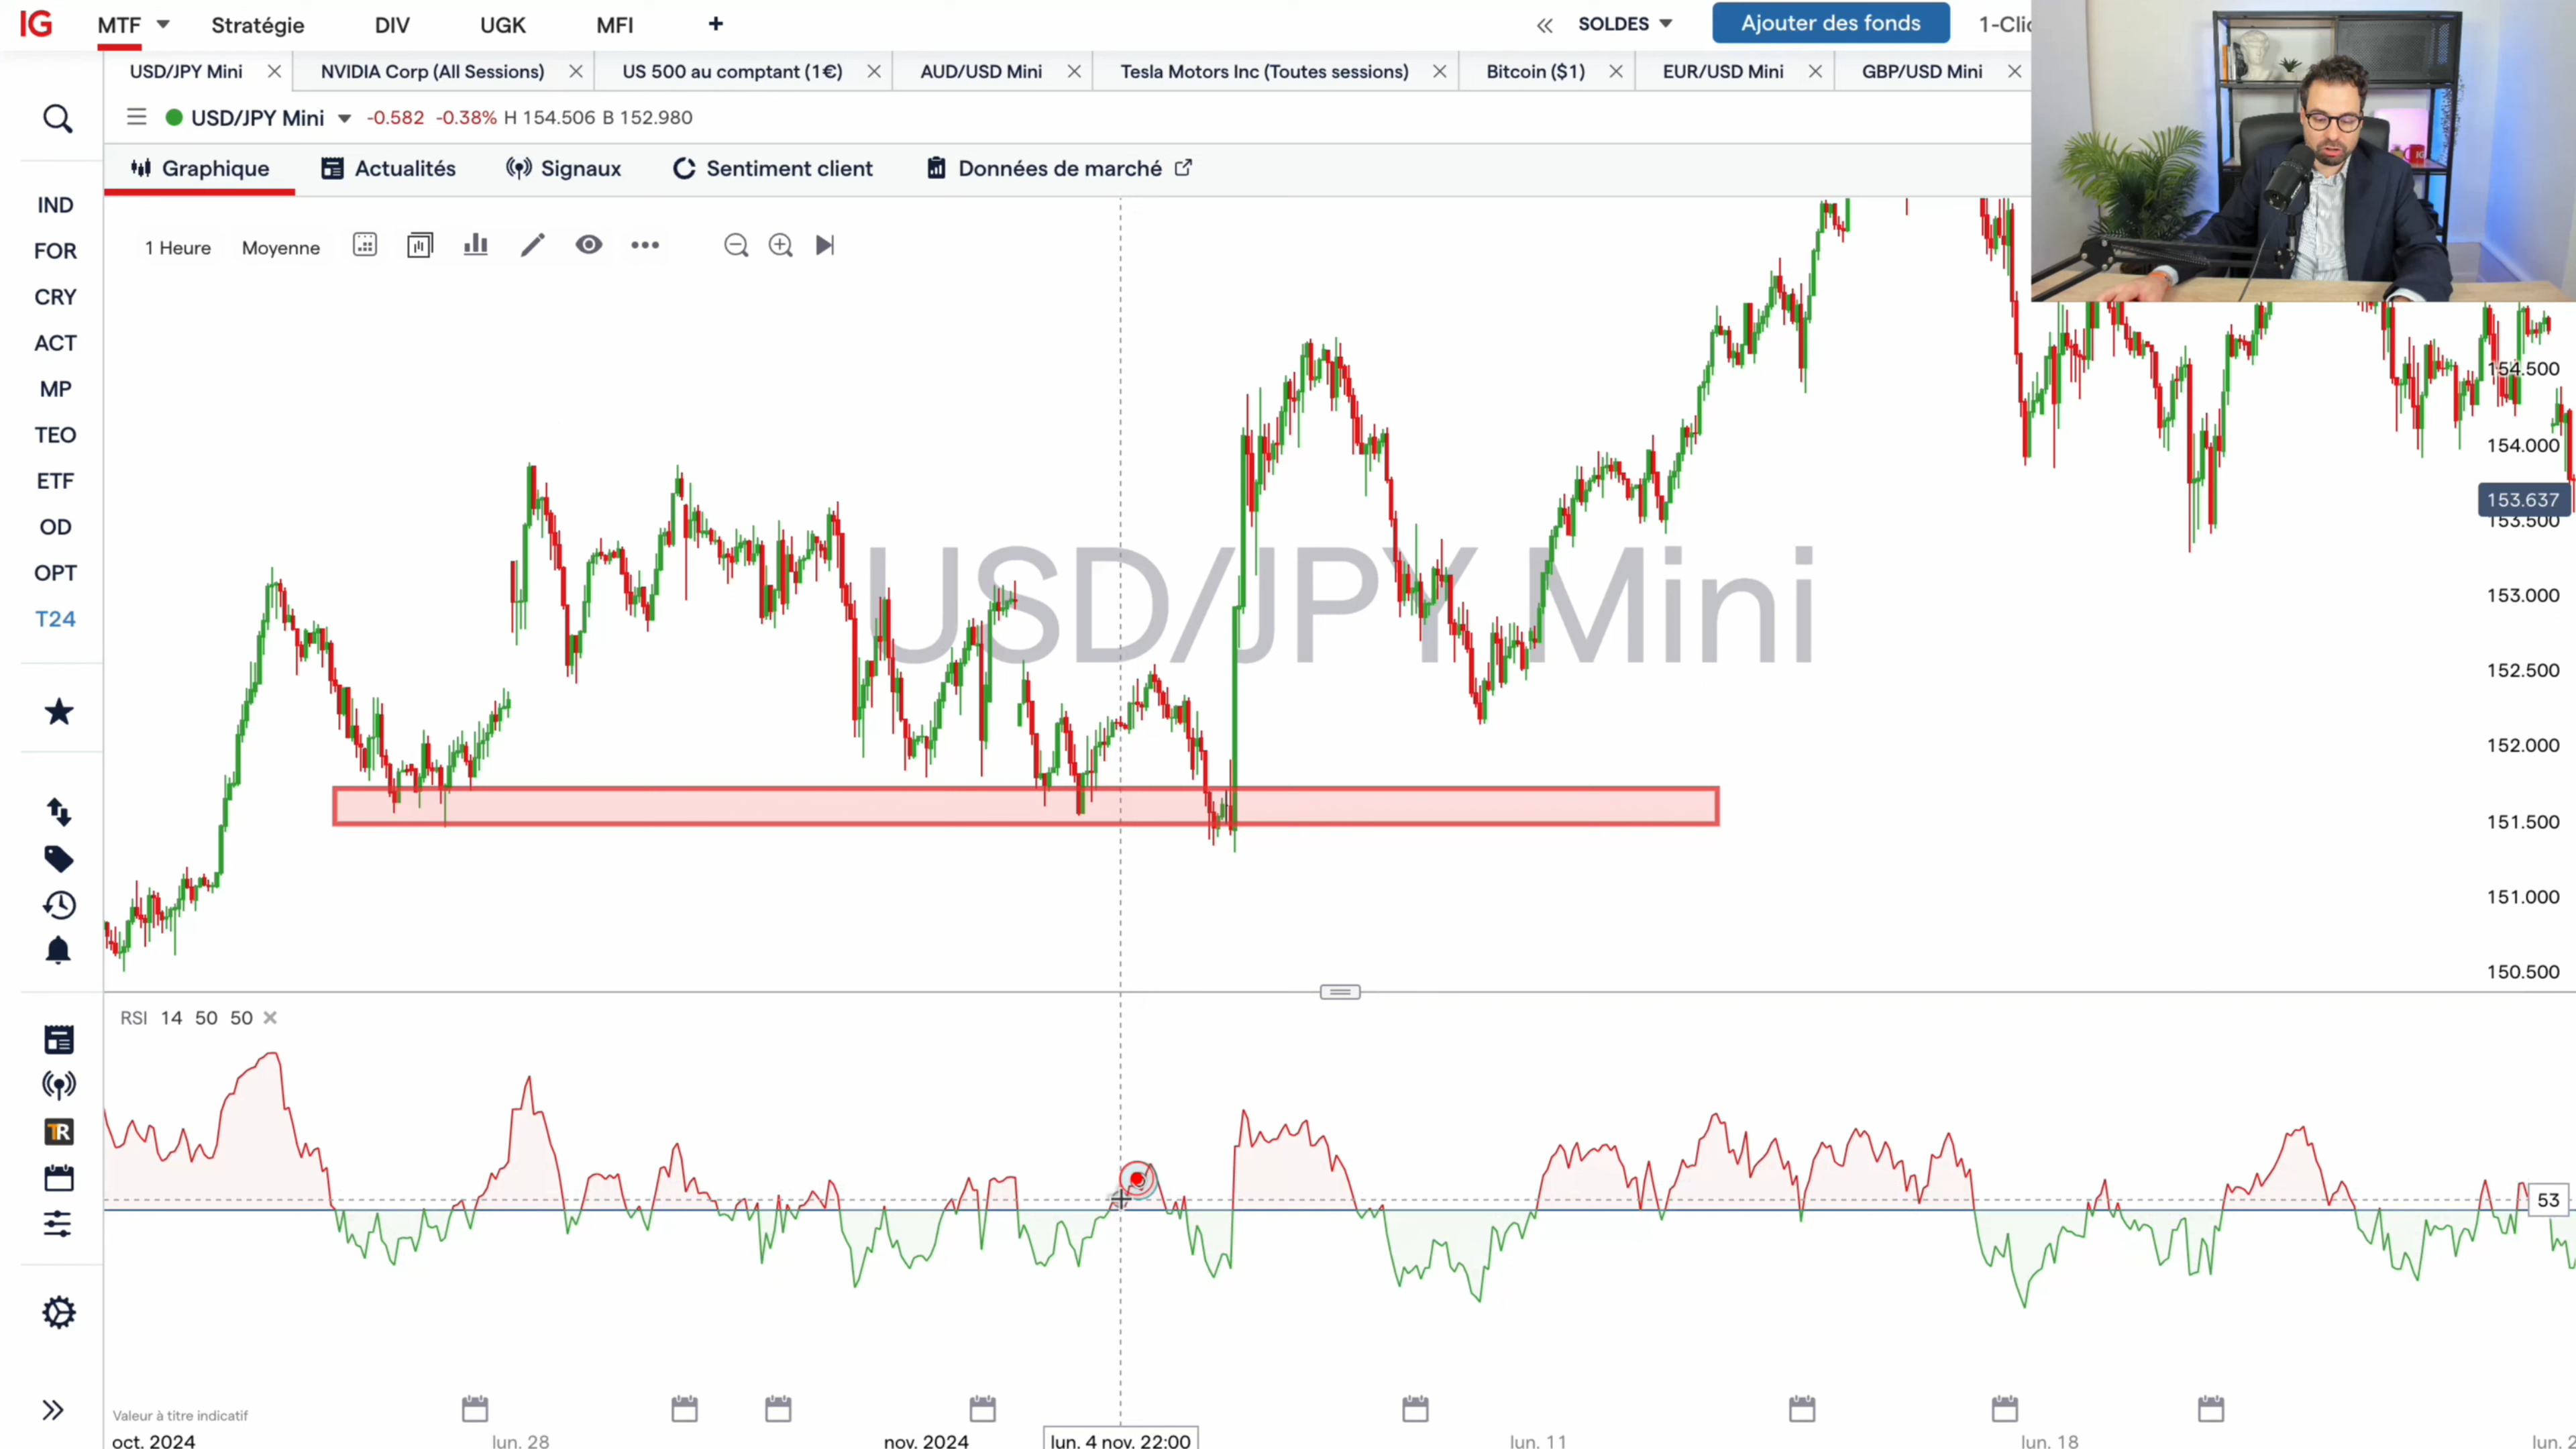 IG MTF Stratégie DIV UGK MFI + SOLDES Ajouter des fonds
USD/JPY Mini NVIDIA Corp (All Sessions) US 500 au comptant (1€) AUD/USD Mini Tesla Motors Inc (Toutes sessions) Bitcoin ($1) EUR/USD Mini GBP/USD Mini
USD/JPY Mini -0.582 -0.38% H 154.506 B 152.980
Graphique Actualités Signaux Sentiment client Données de marché
1 Heure Moyenne
IND
FOR
CRY
ACT
MP
TEO
ETF
OD
OPT
T24
TR
USD/JPY Mini
154.500
154.000
153.637
153.500
153.000
152.500
152.000
151.500
151.000
150.500
RSI 14 50 50
53
Valeur à titre indicatif
oct. 2024 lun. 28 nov. 2024 lun. 4 nov. 22:00 lun. 11 lun. 18